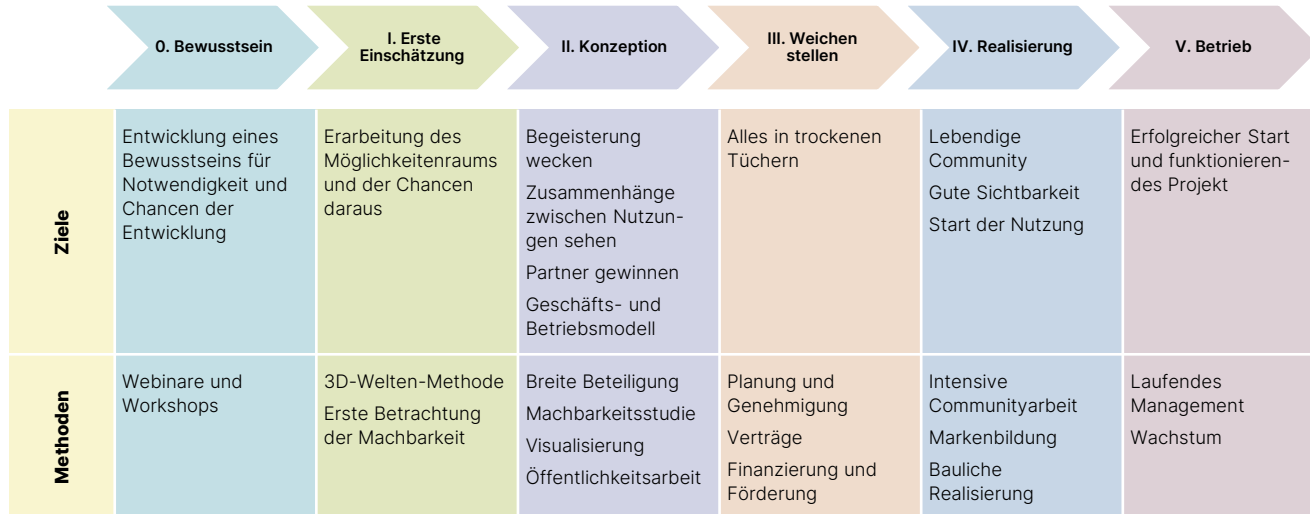 0. Bewusstsein
I. Erste
Einschätzung
II. Konzeption
III. Weichen
stellen
IV. Realisierung
V. Betrieb
Ziele
Entwicklung eines
Bewusstseins für
Notwendigkeit und
Chancen der
Entwicklung
Erarbeitung des
Möglichkeitenraums
und der Chancen
daraus
Begeisterung
wecken
Zusammenhänge
zwischen Nutzun-
gen sehen
Partner gewinnen
Geschäfts- und
Betriebsmodell
Alles in trockenen
Tüchern
Lebendige
Community
Gute Sichtbarkeit
Start der Nutzung
Erfolgreicher Start
und funktionieren-
des Projekt
Methoden
Webinare und
Workshops
3D-Welten-Methode
Erste Betrachtung
der Machbarkeit
Breite Beteiligung
Machbarkeitsstudie
Visualisierung
Öffentlichkeitsarbeit
Planung und
Genehmigung
Verträge
Finanzierung und
Förderung
Intensive
Communityarbeit
Markenbildung
Bauliche
Realisierung
Laufendes
Management
Wachstum